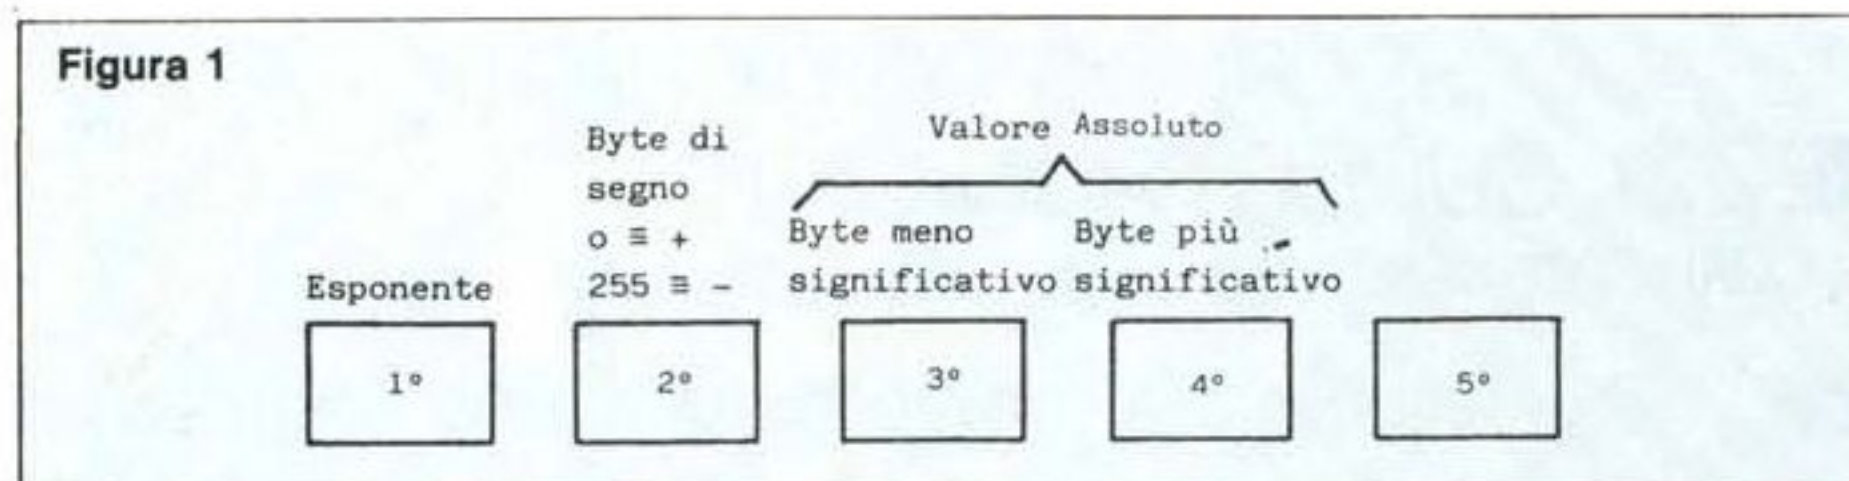 Figura 1
Byte di
segno
o ≡ +
255 ≡ -
Valore Assoluto
Byte meno
significativo
Byte più
significativo
Esponente
1°
2°
3°
4°
5°